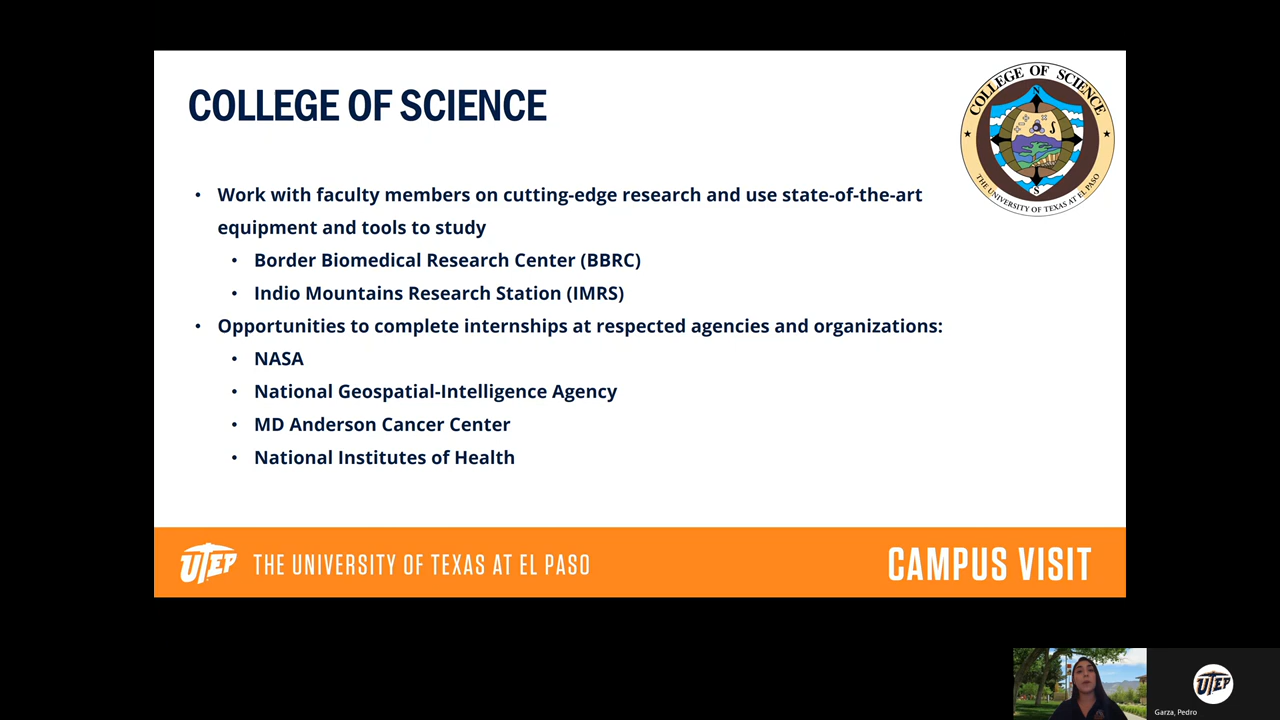 COLLEGE OF SCIENCE
COLLEGE OF SCIENCE
N
S
THE UNIVERSITY OF TEXAS AT EL PASO
• Work with faculty members on cutting-edge research and use state-of-the-art
equipment and tools to study
• Border Biomedical Research Center (BBRC)
• Indio Mountains Research Station (IMRS)
• Opportunities to complete internships at respected agencies and organizations:
• NASA
• National Geospatial-Intelligence Agency
• MD Anderson Cancer Center
• National Institutes of Health
UTEP THE UNIVERSITY OF TEXAS AT EL PASO
CAMPUS VISIT
UTEP
Garza, Pedro